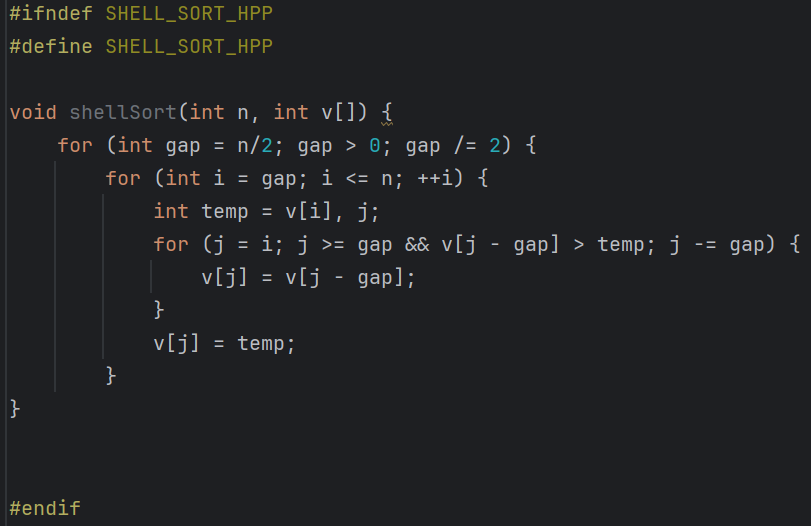 #ifndef SHELL_SORT_HPP
#define SHELL_SORT_HPP

void shellSort(int n, int v[]) {
    for (int gap = n/2; gap > 0; gap /= 2) {
        for (int i = gap; i <= n; ++i) {
            int temp = v[i], j;
            for (j = i; j >= gap && v[j - gap] > temp; j -= gap) {
                v[j] = v[j - gap];
            }
            v[j] = temp;
        }
}


#endif